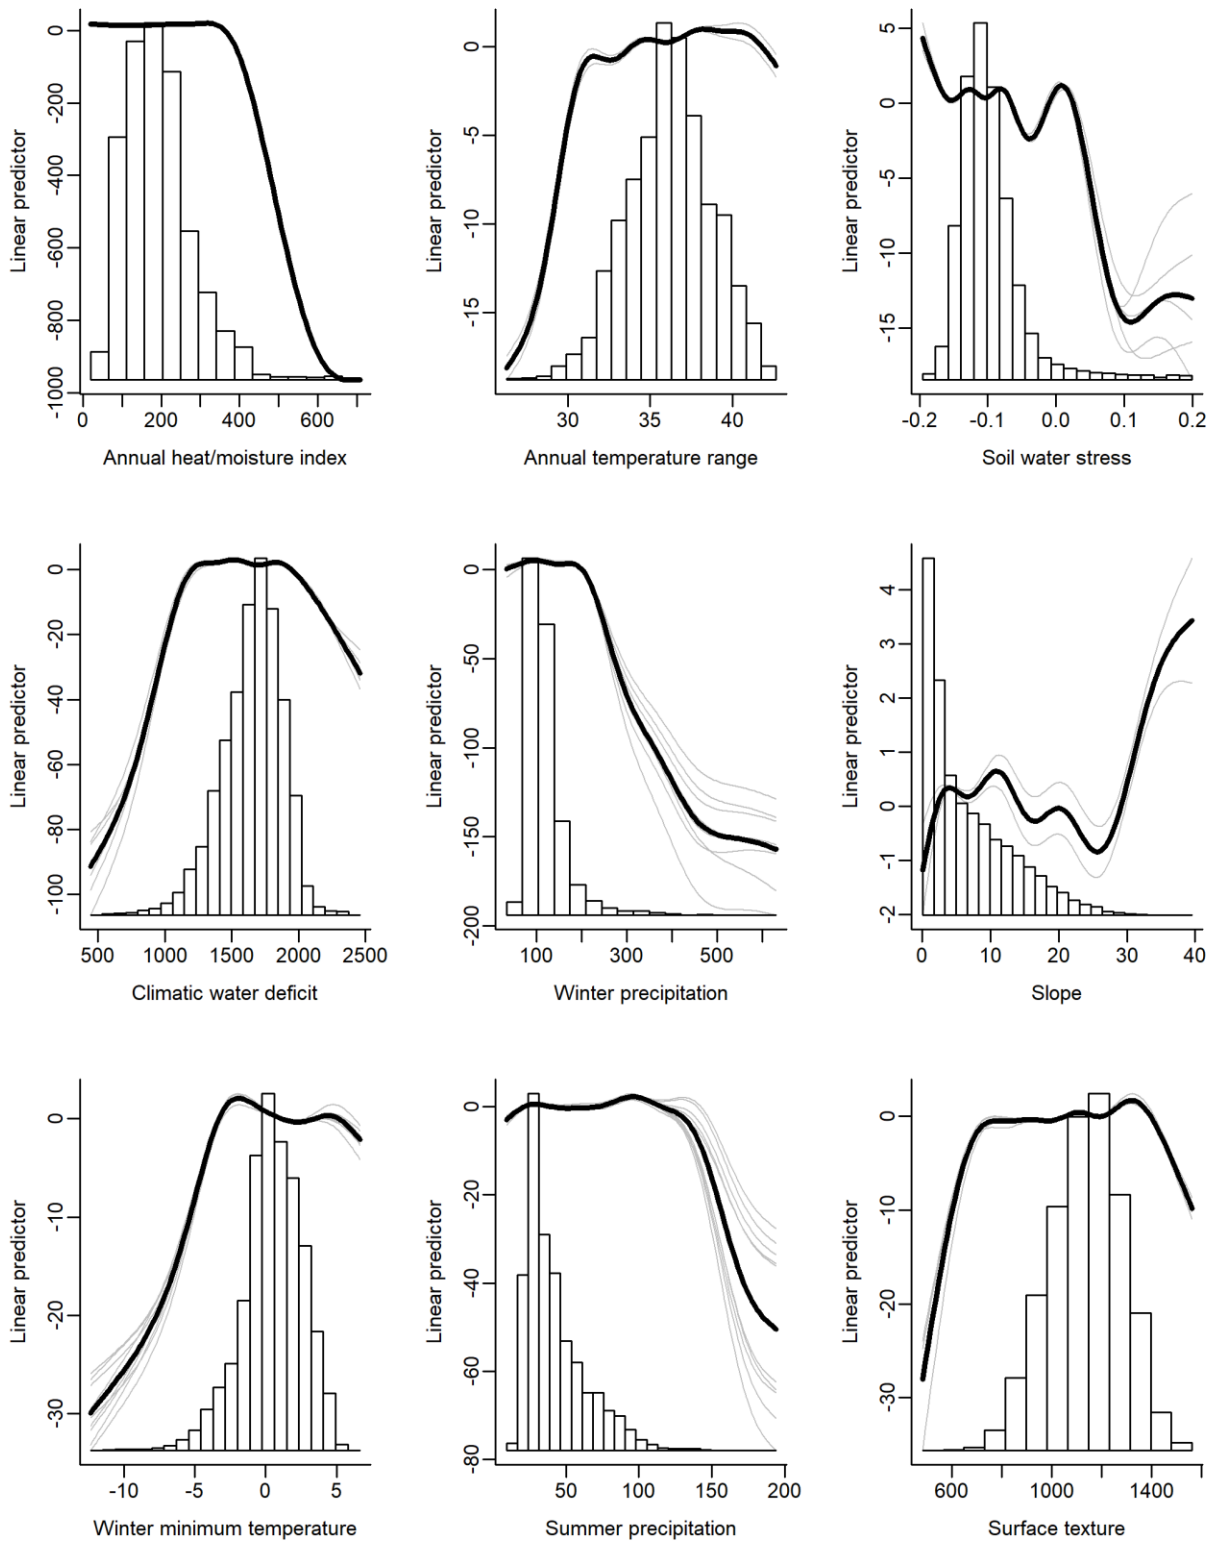 Linear predictor
0
-200
-400
-600
-800
-1000
0 200 400 600
Annual heat/moisture index
Linear predictor
0
-5
-10
-15
30 35 40
Annual temperature range
Linear predictor
5
0
-5
-10
-15
-0.2 -0.1 0.0 0.1 0.2
Soil water stress
Linear predictor
0
-20
-40
-60
-80
-100
500 1000 1500 2000 2500
Climatic water deficit
Linear predictor
0
-50
-100
-150
-200
100 300 500
Winter precipitation
Linear predictor
4
3
2
1
0
-1
-2
0 10 20 30 40
Slope
Linear predictor
0
-10
-20
-30
-10 -5 0 5
Winter minimum temperature
Linear predictor
0
-20
-40
-60
-80
50 100 150 200
Summer precipitation
Linear predictor
0
-10
-20
-30
600 1000 1400
Surface texture